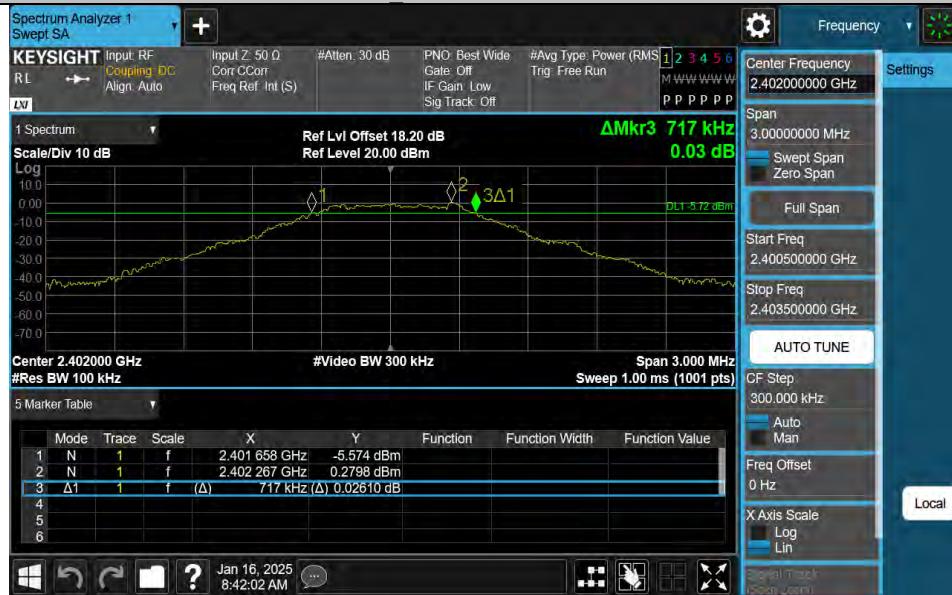 Spectrum Analyzer 1
Swept SA
+
Frequency
KEYSIGHT
RL
LXI
Input: RF
Coupling: DC
Align: Auto
Input Z: 50 Ω
Corr CCorr
Freq Ref: Int (S)
#Atten: 30 dB
PNO: Best Wide
Gate: Off
IF Gain: Low
Sig Track: Off
#Avg Type: Power (RMS
Trig: Free Run
1 2 3 4 5 6
M W W W W W
P P P P P P
1 Spectrum
Scale/Div 10 dB
Ref Lvl Offset 18.20 dB
Ref Level 20.00 dBm
ΔMkr3 717 kHz
0.03 dB
Log
10.0
0.00
-10.0
-20.0
-30.0
-40.0
-50.0
-60.0
-70.0
1
2
3Δ1
DL1 -5.72 dBm
Center 2.402000 GHz
#Video BW 300 kHz
Span 3.000 MHz
#Res BW 100 kHz
Sweep 1.00 ms (1001 pts)
5 Marker Table
Mode Trace Scale X Y Function Function Width Function Value
1 N 1 f 2.401 658 GHz -5.574 dBm
2 N 1 f 2.402 267 GHz 0.2798 dBm
3 Δ1 1 f (Δ) 717 kHz (Δ) 0.02610 dB
4
5
6
Jan 16, 2025
8:42:02 AM
?
Center Frequency
2.402000000 GHz
Settings
Span
3.00000000 MHz
Swept Span
Zero Span
Full Span
Start Freq
2.400500000 GHz
Stop Freq
2.403500000 GHz
AUTO TUNE
CF Step
300.000 kHz
Auto
Man
Freq Offset
0 Hz
Local
X Axis Scale
Log
Lin
Signal Track
(Span Zoom)